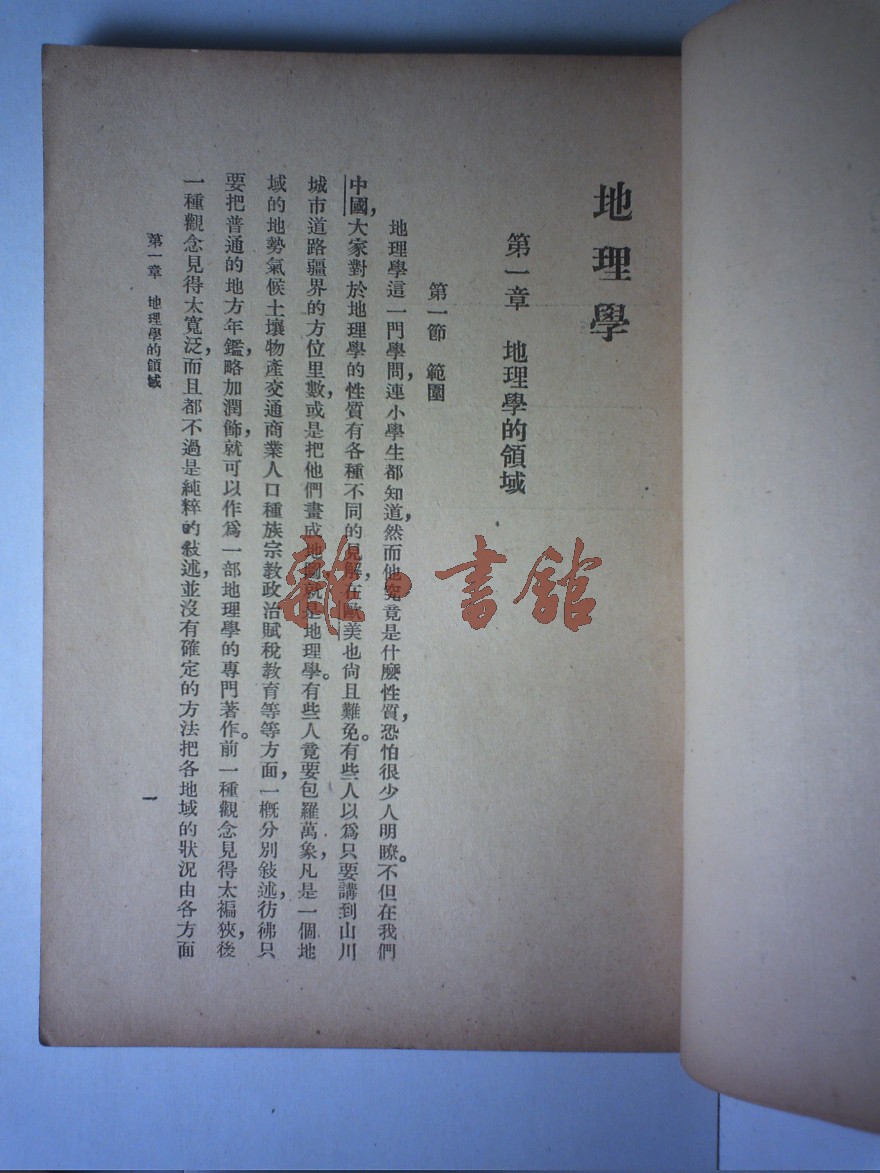 地理學
第一章　地理學的領域
第一節　範圍
地理學這一門學問，連小學生都知道，然而他究竟是什麼性質，恐怕很少人明瞭。不但在我們
中國，大家對於地理學的性質有各種不同的見解，在歐美也尙且難免。有些人以爲只要講到山川
城市道路疆界的方位里數，或是把他們畫成地圖，就是地理學。有些人竟要包羅萬象，凡是一個地
域的地勢氣候土壤物產交通商業人口種族宗教政治賦稅教育等等方面，一槪分別敍述，彷彿只
要把普通的地方年鑑，略加潤飾，就可以作爲一部地理學的專門著作。前一種觀念見得太褊狹，後
一種觀念見得太寬泛，而且都不過是純粹的敍述，並沒有確定的方法把各地域的狀況由各方面
第一章　地理學的領域
一
雜·書館